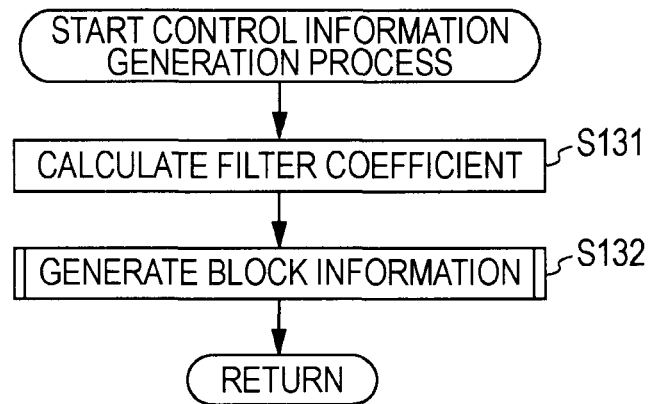 START CONTROL INFORMATION
GENERATION PROCESS
CALCULATE FILTER COEFFICIENT
S131
GENERATE BLOCK INFORMATION
S132
RETURN